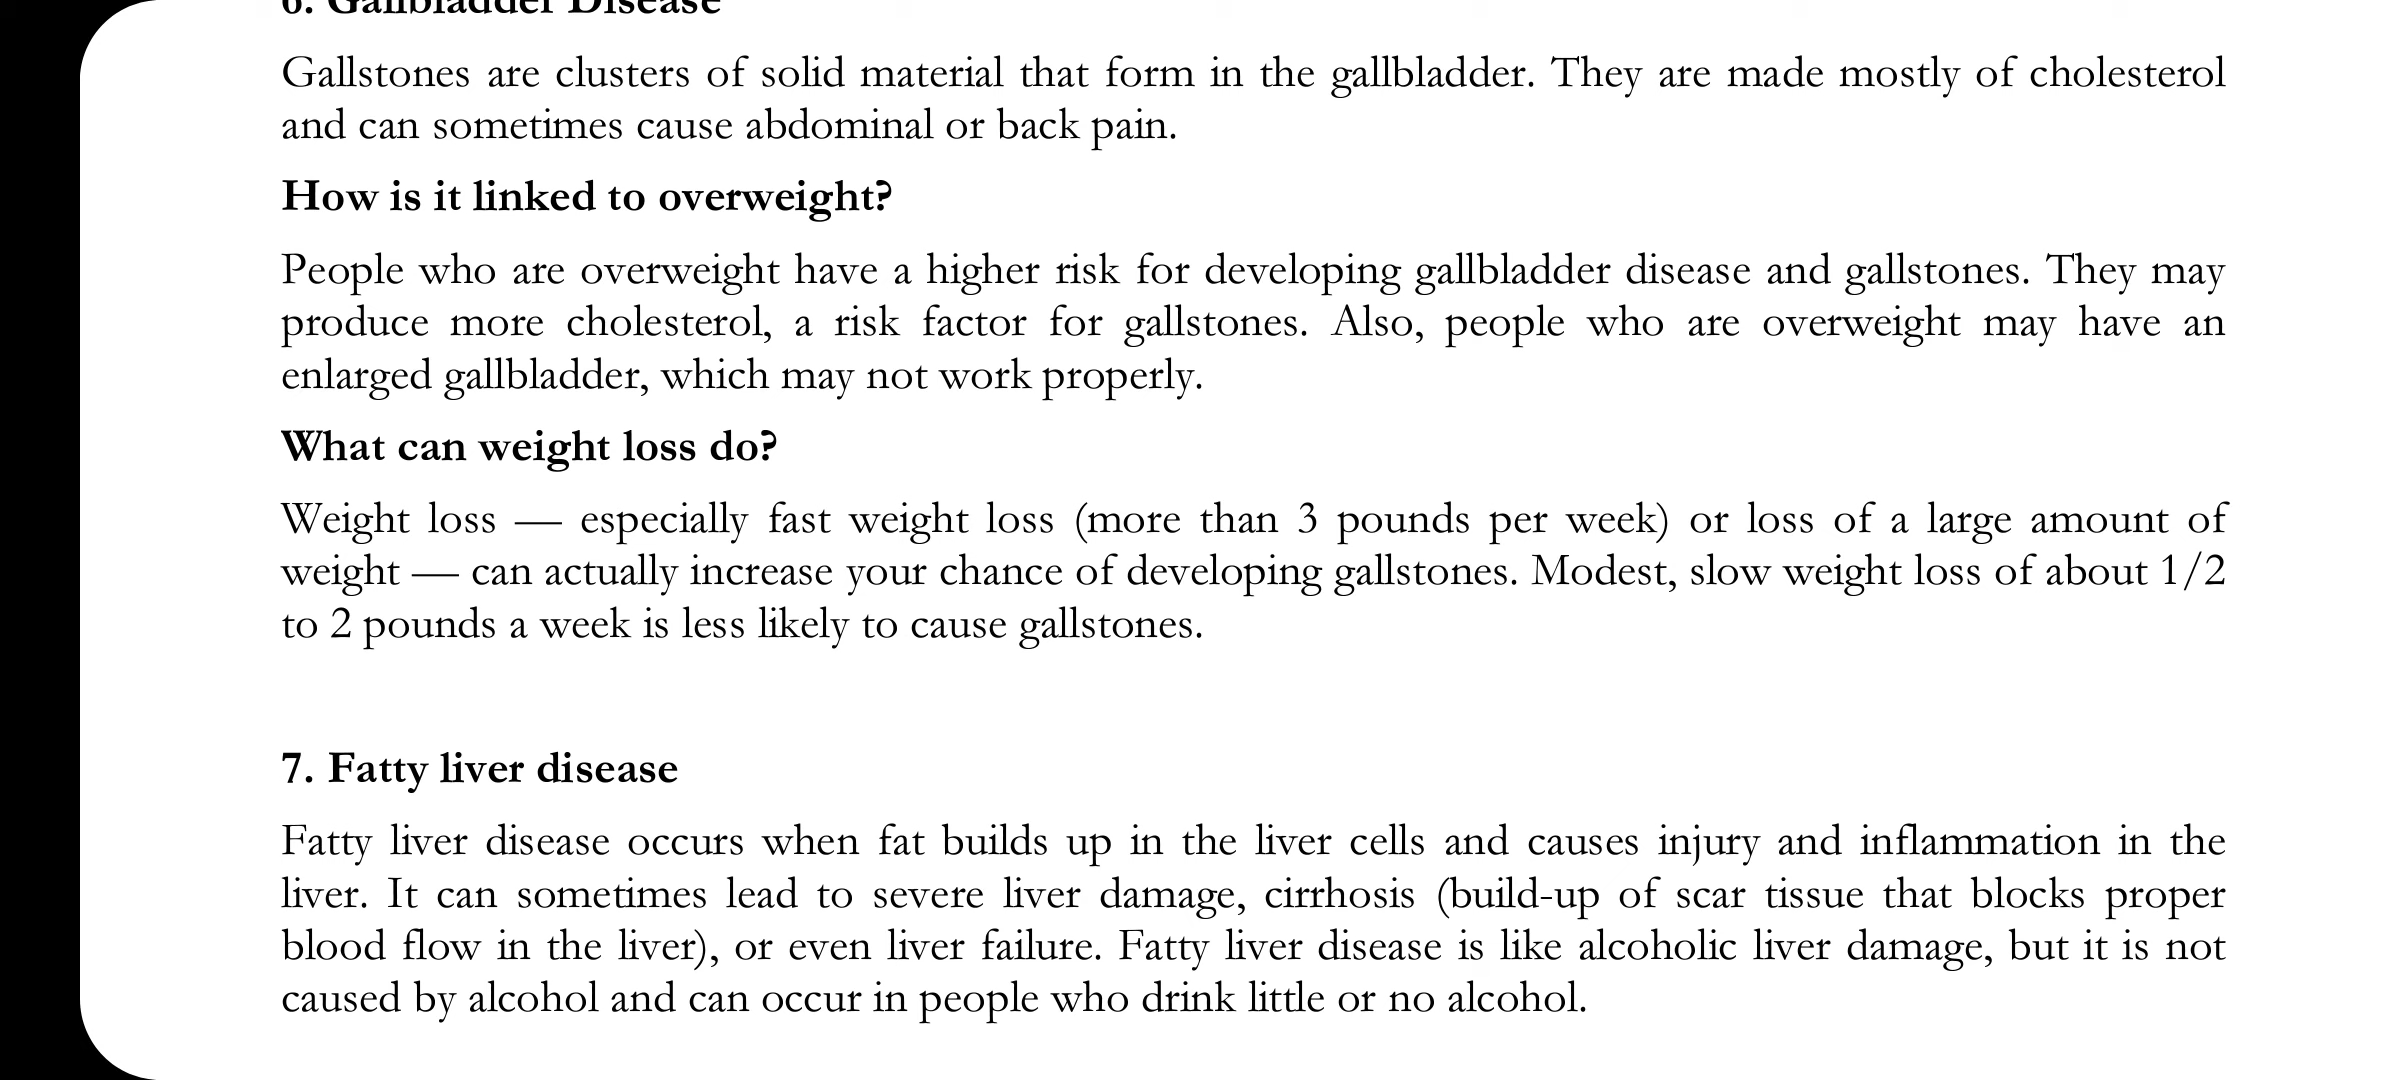 6. Gallbladder Disease
Gallstones are clusters of solid material that form in the gallbladder. They are made mostly of cholesterol
and can sometimes cause abdominal or back pain.
How is it linked to overweight?
People who are overweight have a higher risk for developing gallbladder disease and gallstones. They may
produce more cholesterol, a risk factor for gallstones. Also, people who are overweight may have an
enlarged gallbladder, which may not work properly.
What can weight loss do?
Weight loss — especially fast weight loss (more than 3 pounds per week) or loss of a large amount of
weight — can actually increase your chance of developing gallstones. Modest, slow weight loss of about 1/2
to 2 pounds a week is less likely to cause gallstones.
7. Fatty liver disease
Fatty liver disease occurs when fat builds up in the liver cells and causes injury and inflammation in the
liver. It can sometimes lead to severe liver damage, cirrhosis (build-up of scar tissue that blocks proper
blood flow in the liver), or even liver failure. Fatty liver disease is like alcoholic liver damage, but it is not
caused by alcohol and can occur in people who drink little or no alcohol.